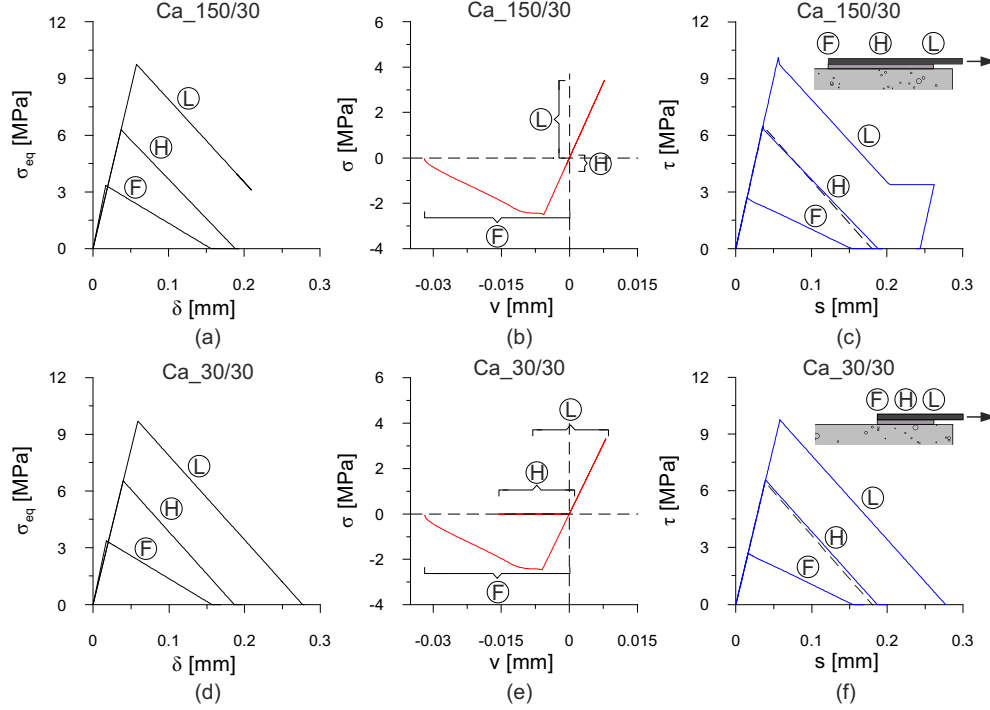 Ca_150/30
σeq [MPa]
12
9
6
3
0
L
H
F
0
0.1
0.2
0.3
δ [mm]
(a)
Ca_150/30
σ [MPa]
6
4
2
0
-2
-4
L
H
F
-0.03
-0.015
0
0.015
v [mm]
(b)
Ca_150/30
τ [MPa]
12
9
6
3
0
F H L
L
H
F
0
0.1
0.2
0.3
s [mm]
(c)
Ca_30/30
σeq [MPa]
12
9
6
3
0
L
H
F
0
0.1
0.2
0.3
δ [mm]
(d)
Ca_30/30
σ [MPa]
6
4
2
0
-2
-4
L
H
F
-0.03
-0.015
0
0.015
v [mm]
(e)
Ca_30/30
τ [MPa]
12
9
6
3
0
F H L
L
H
F
0
0.1
0.2
0.3
s [mm]
(f)